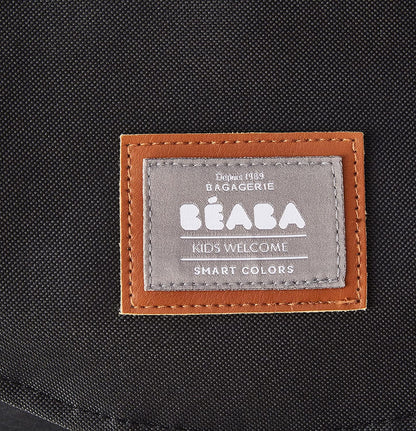 Depuis 1989
BAGAGERIE
BÉABA
KIDS WELCOME
SMART COLORS